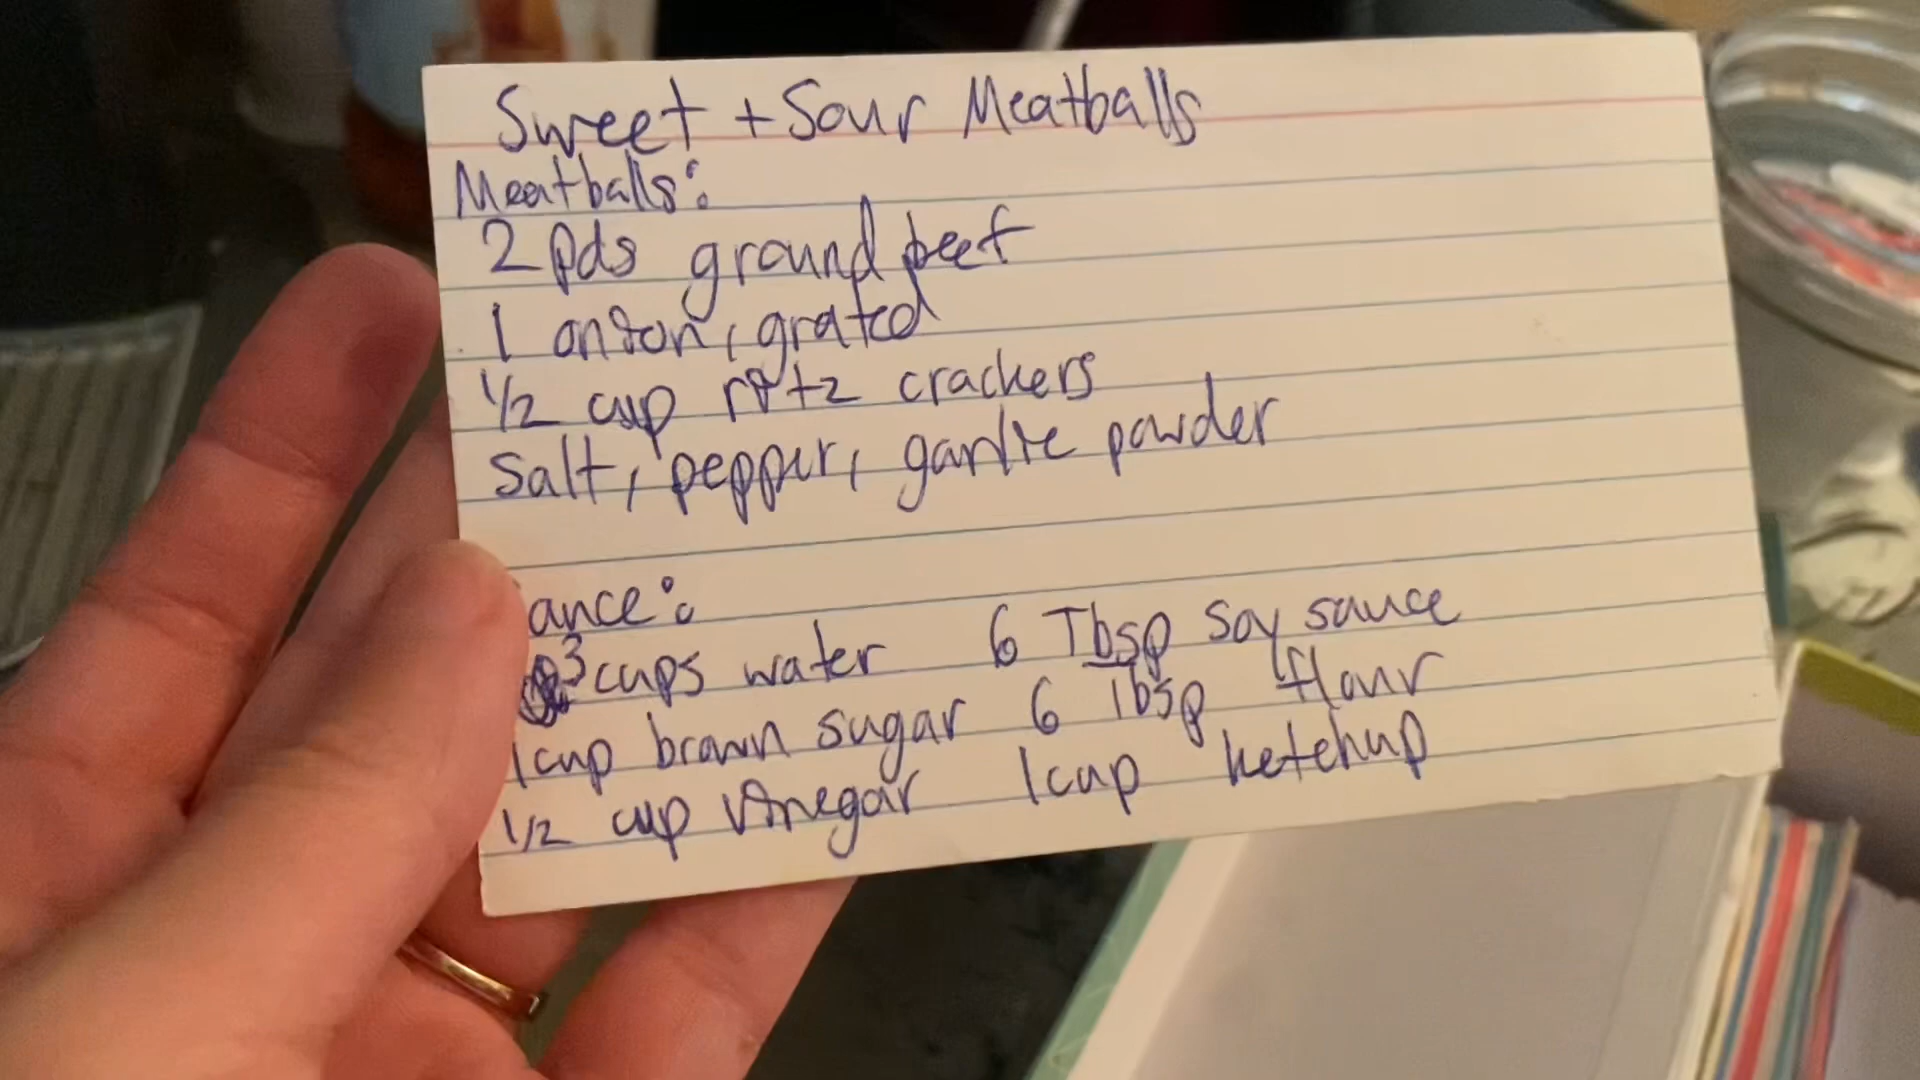 Sweet + Sour Meatballs
Meatballs:
2 pds ground beef
1 onion, grated
1/2 cup ritz crackers
salt, pepper, garlic powder
auce:
3 cups water 6 Tbsp soy sauce
1 cup brown sugar 6 Tbsp flour
1/2 cup vinegar 1 cup ketchup